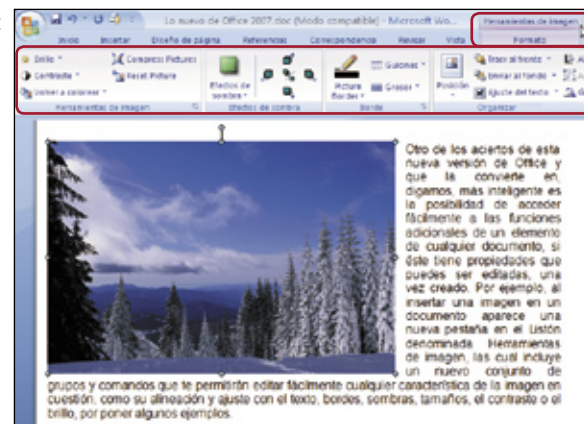 Lo nuevo de Office 2007.doc [Modo compatible] - Microsoft Wo...
Herramientas de imagen
Inicio Insertar Diseño de página Referencias Correspondencia Revisar Vista Formato
Brillo
Compress Pictures
Contraste
Reset Picture
Volver a colorear
Herramientas de imagen
Efectos de
sombra
Efectos de sombra
Picture
Border
Guiones
Grosor
Borde
Posición
Traer al frente
Enviar al fondo
Ajuste del texto
Organizar
Otro de los aciertos de esta
nueva versión de Office y
que la convierte en,
digamos, más inteligente es
la posibilidad de acceder
fácilmente a las funciones
adicionales de un elemento
de cualquier documento, si
éste tiene propiedades que
puedes ser editadas, una
vez creado. Por ejemplo, al
insertar una imagen en un
documento aparece una
nueva pestaña en el Listón
denominada Herramientas
de imagen, las cual incluye
un nuevo conjunto de
grupos y comandos que te permitirán editar fácilmente cualquier característica de la imagen en
cuestión, como su alineación y ajuste con el texto, bordes, sombras, tamaños, el contraste o el
brillo, por poner algunos ejemplos.